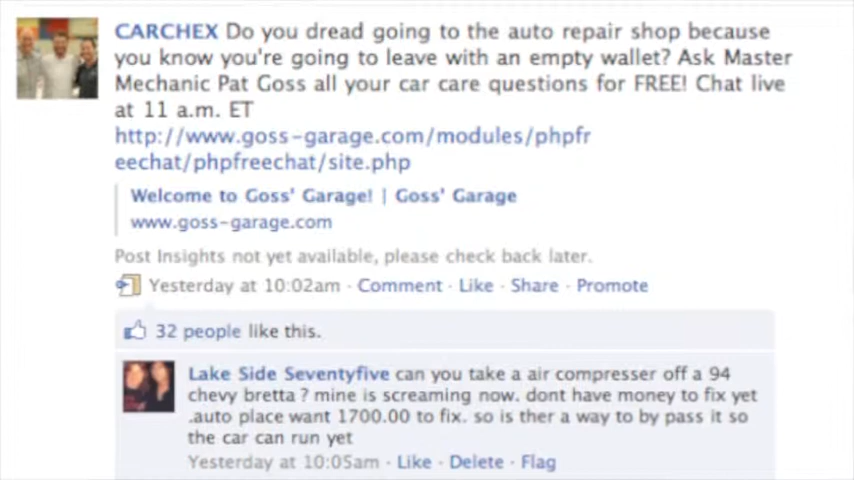 CARCHEX Do you dread going to the auto repair shop because
you know you're going to leave with an empty wallet? Ask Master
Mechanic Pat Goss all your car care questions for FREE! Chat live
at 11 a.m. ET
http://www.goss-garage.com/modules/phpfr
eechat/phpfreechat/site.php
Welcome to Goss' Garage! | Goss' Garage
www.goss-garage.com
Post Insights not yet available, please check back later.
Yesterday at 10:02am · Comment · Like · Share · Promote
32 people like this.
Lake Side Seventyfive can you take a air compresser off a 94
chevy bretta ? mine is screaming now. dont have money to fix yet
.auto place want 1700.00 to fix. so is ther a way to by pass it so
the car can run yet
Yesterday at 10:05am · Like · Delete · Flag